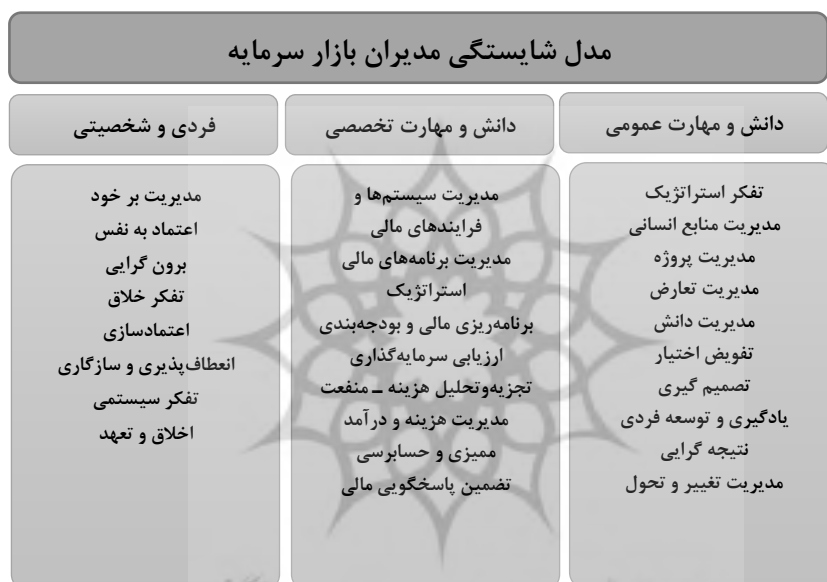 مدل شایستگی مدیران بازار سرمایه
دانش و مهارت عمومی
تفکر استراتژیک
مدیریت منابع انسانی
مدیریت پروژه
مدیریت تعارض
مدیریت دانش
تفویض اختیار
تصمیم گیری
یادگیری و توسعه فردی
نتیجه گرایی
مدیریت تغییر و تحول
دانش و مهارت تخصصی
مدیریت سیستم‌ها و
فرایندهای مالی
مدیریت برنامه‌های مالی
استراتژیک
برنامه‌ریزی مالی و بودجه‌بندی
ارزیابی سرمایه‌گذاری
تجزیه‌وتحلیل هزینه ـ منفعت
مدیریت هزینه و درآمد
ممیزی و حسابرسی
تضمین پاسخگویی مالی
فردی و شخصیتی
مدیریت بر خود
اعتماد به نفس
برون گرایی
تفکر خلاق
اعتمادسازی
انعطاف‌پذیری و سازگاری
تفکر سیستمی
اخلاق و تعهد